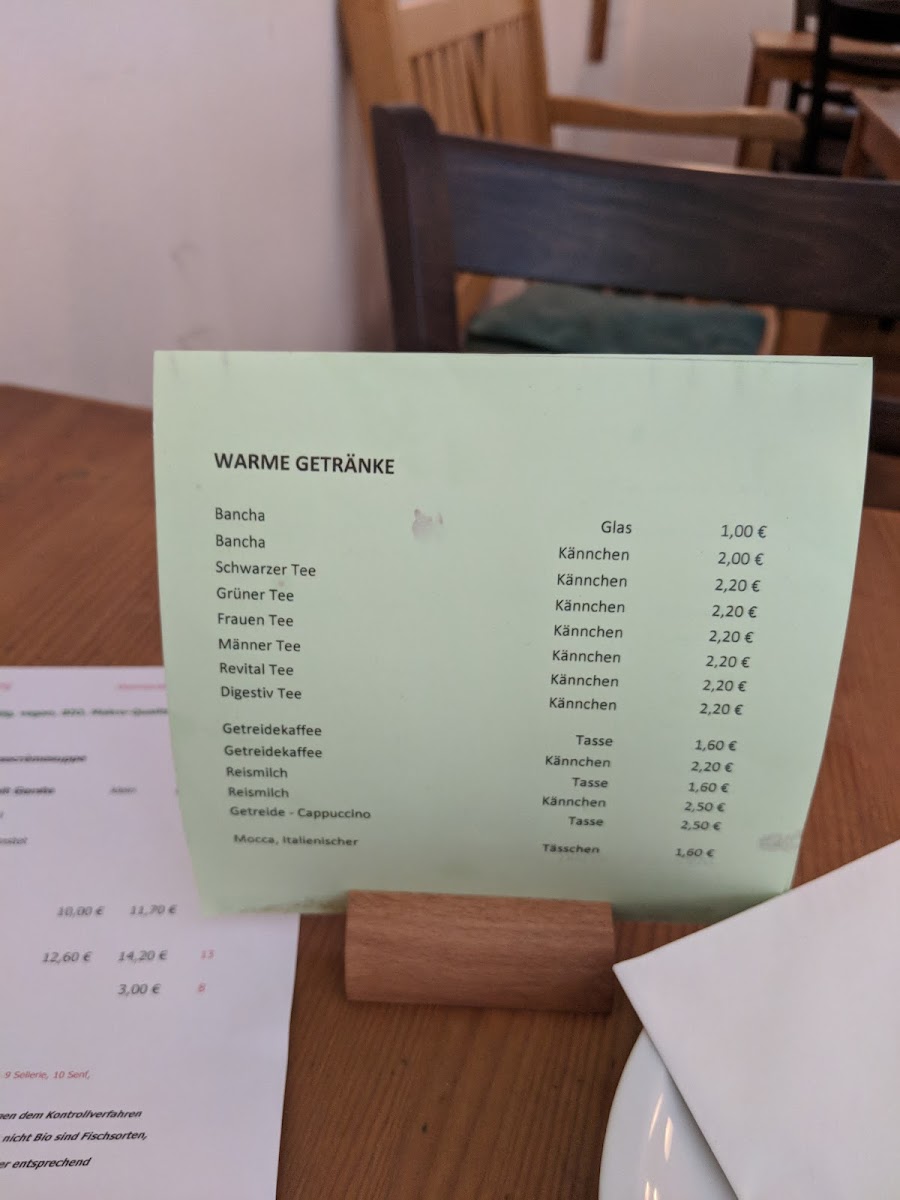 WARME GETRÄNKE
Bancha Glas 1,00 €
Bancha Kännchen 2,00 €
Schwarzer Tee Kännchen 2,20 €
Grüner Tee Kännchen 2,20 €
Frauen Tee Kännchen 2,20 €
Männer Tee Kännchen 2,20 €
Revital Tee Kännchen 2,20 €
Digestiv Tee Kännchen 2,20 €
Getreidekaffee Tasse 1,60 €
Getreidekaffee Kännchen 2,20 €
Reismilch Tasse 1,60 €
Reismilch Kännchen 2,50 €
Getreide - Cappuccino Tasse 2,50 €
Mocca, Italienischer Tässchen 1,60 €
vegan, BIO,
10,00 € 11,70 €
12,60 € 14,20 € 13
3,00 € 8
9 Sellerie, 10 Senf,
dem Kontrollverfahren
nicht Bio sind Fischsorten,
entsprechend